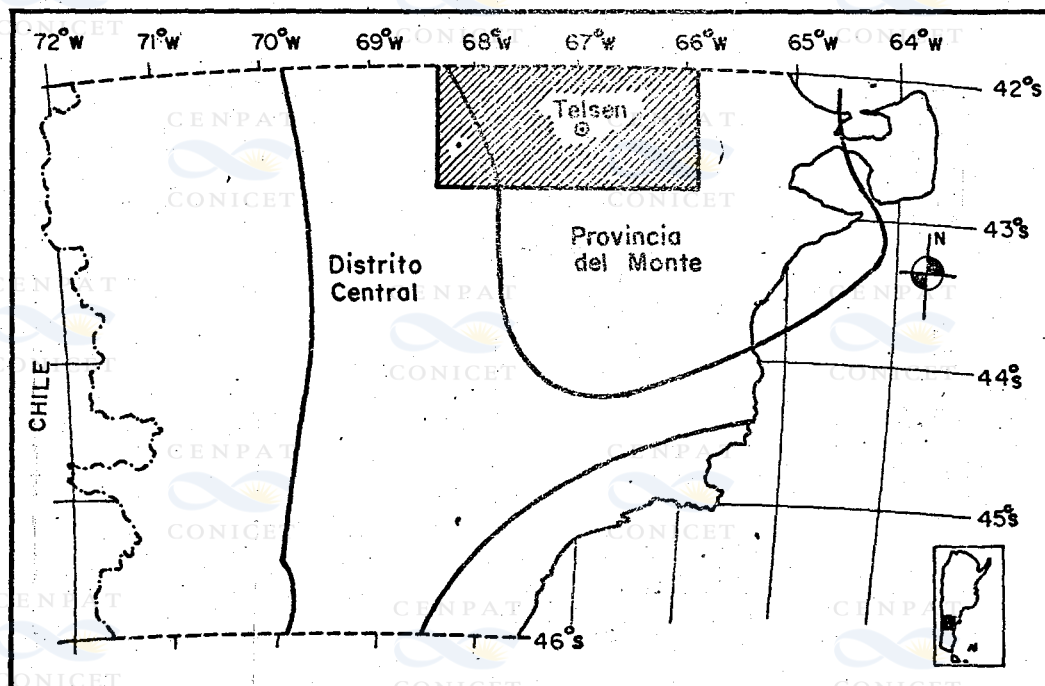 72°W 71°W 70°W 69°W 68°W 67°W 66°W 65°W 64°W
42°S
Telsen
43°S
Provincia
del Monte
N
Distrito
Central
CHILE
44°S
45°S
46°S
N
CENPAT
CONICET